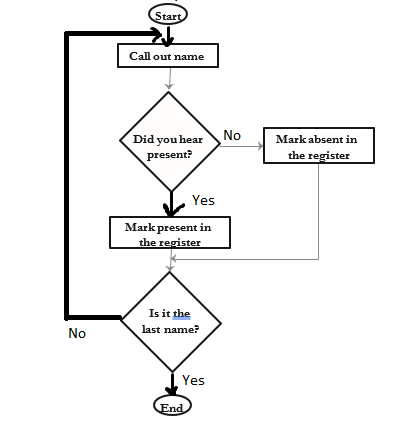 Start
Call out name
Did you hear
present?
No
Mark absent in
the register
Yes
Mark present in
the register
Is it the
last name?
No
Yes
End